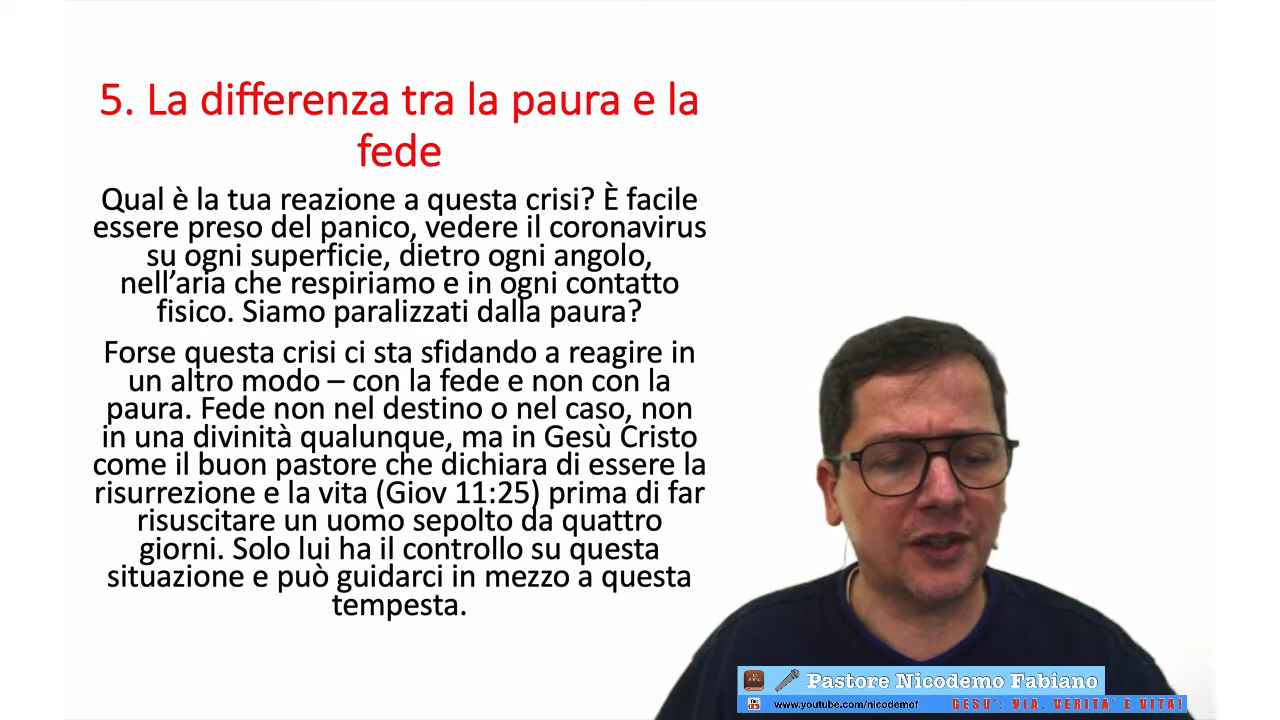 5. La differenza tra la paura e la
fede
Qual è la tua reazione a questa crisi? È facile
essere preso del panico, vedere il coronavirus
su ogni superficie, dietro ogni angolo,
nell’aria che respiriamo e in ogni contatto
fisico. Siamo paralizzati dalla paura?
Forse questa crisi ci sta sfidando a reagire in
un altro modo – con la fede e non con la
paura. Fede non nel destino o nel caso, non
in una divinità qualunque, ma in Gesù Cristo
come il buon pastore che dichiara di essere la
risurrezione e la vita (Giov 11:25) prima di far
risuscitare un uomo sepolto da quattro
giorni. Solo lui ha il controllo su questa
situazione e può guidarci in mezzo a questa
tempesta.
Pastore Nicodemo Fabiano
www.youtube.com/nicodemof
GESU': VIA, VERITA' E VITA!